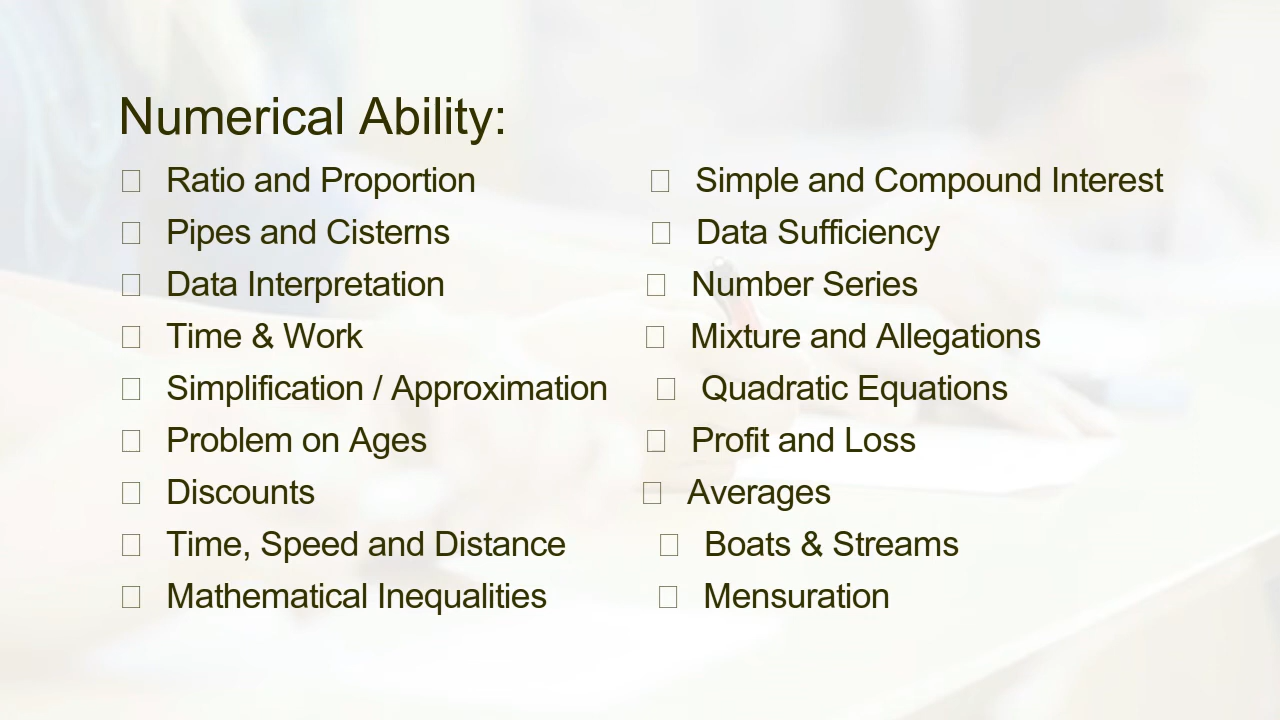 Numerical Ability:
Ratio and Proportion Simple and Compound Interest
Pipes and Cisterns Data Sufficiency
Data Interpretation Number Series
Time & Work Mixture and Allegations
Simplification / Approximation Quadratic Equations
Problem on Ages Profit and Loss
Discounts Averages
Time, Speed and Distance Boats & Streams
Mathematical Inequalities Mensuration